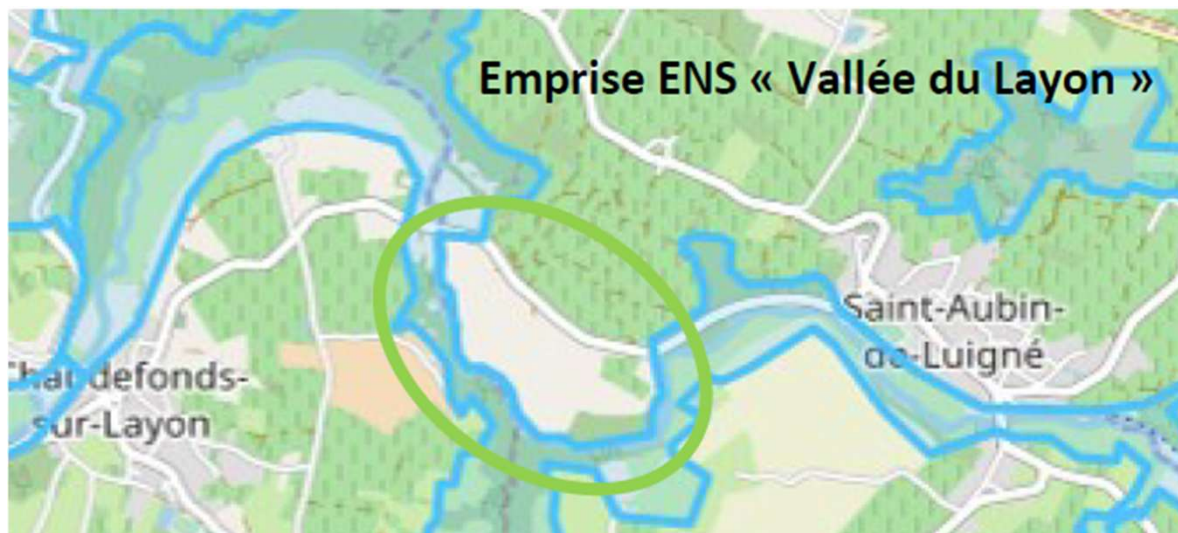 Emprise ENS « Vallée du Layon »
Saint-Aubin-
de-Luigné
Chaudefonds-
sur-Layon